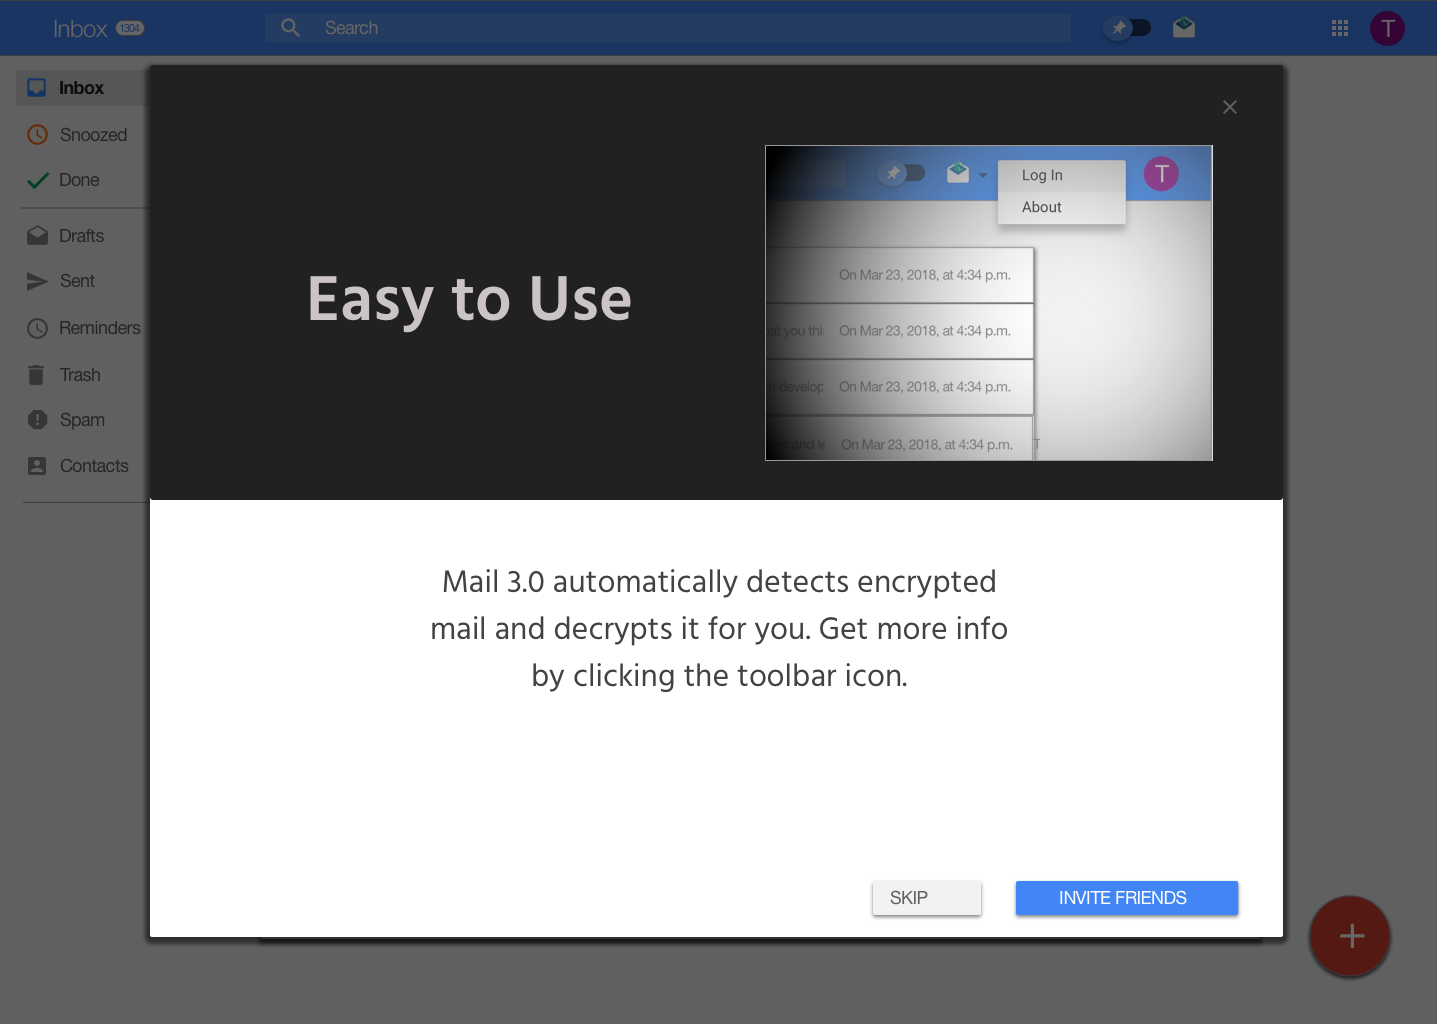 Inbox 1304
Search
T
Inbox
Snoozed
Done
Drafts
Sent
Reminders
Trash
Spam
Contacts
Easy to Use
Log In
About
T
On Mar 23, 2018, at 4:34 p.m.
at you thi On Mar 23, 2018, at 4:34 p.m.
n develop On Mar 23, 2018, at 4:34 p.m.
er and le On Mar 23, 2018, at 4:34 p.m. T
Mail 3.0 automatically detects encrypted
mail and decrypts it for you. Get more info
by clicking the toolbar icon.
SKIP
INVITE FRIENDS